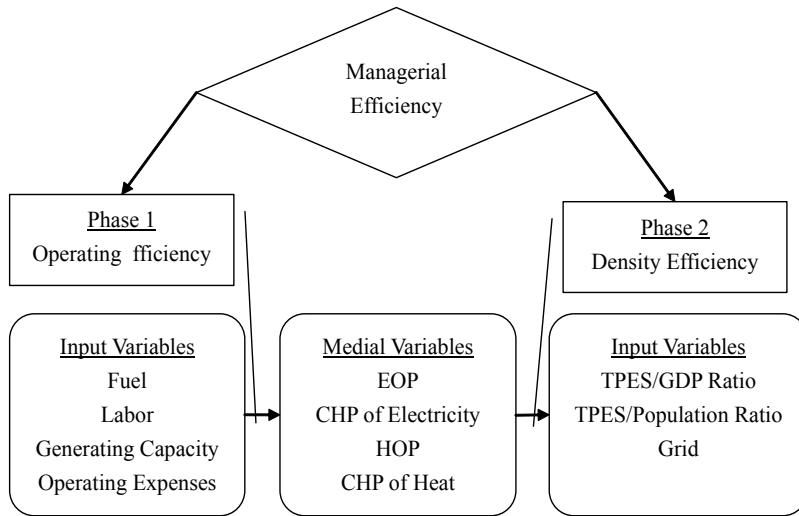 Managerial
Efficiency
Phase 1
Operating fficiency
Phase 2
Density Efficiency
Input Variables
Fuel
Labor
Generating Capacity
Operating Expenses
Medial Variables
EOP
CHP of Electricity
HOP
CHP of Heat
Input Variables
TPES/GDP Ratio
TPES/Population Ratio
Grid